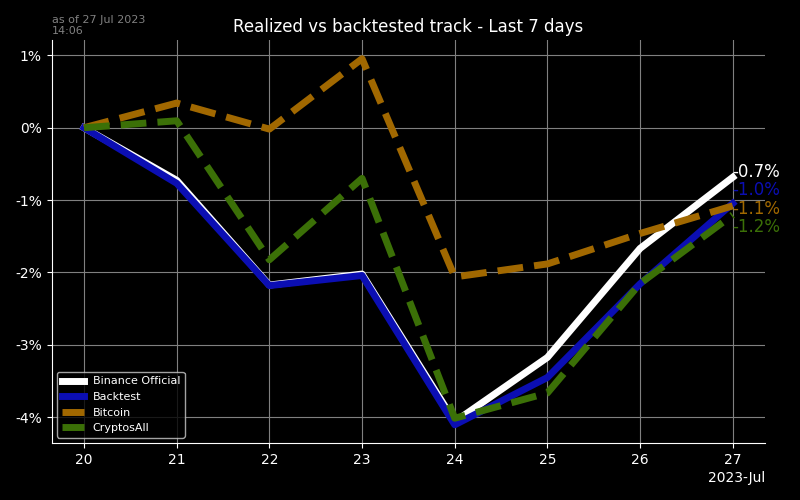 as of 27 Jul 2023
14:06
Realized vs backtested track - Last 7 days
1%
0%
-1%
-2%
-3%
-4%
-0.7%
-1.0%
-1.1%
-1.2%
Binance Official
Backtest
Bitcoin
CryptosAll
20 21 22 23 24 25 26 27
2023-Jul